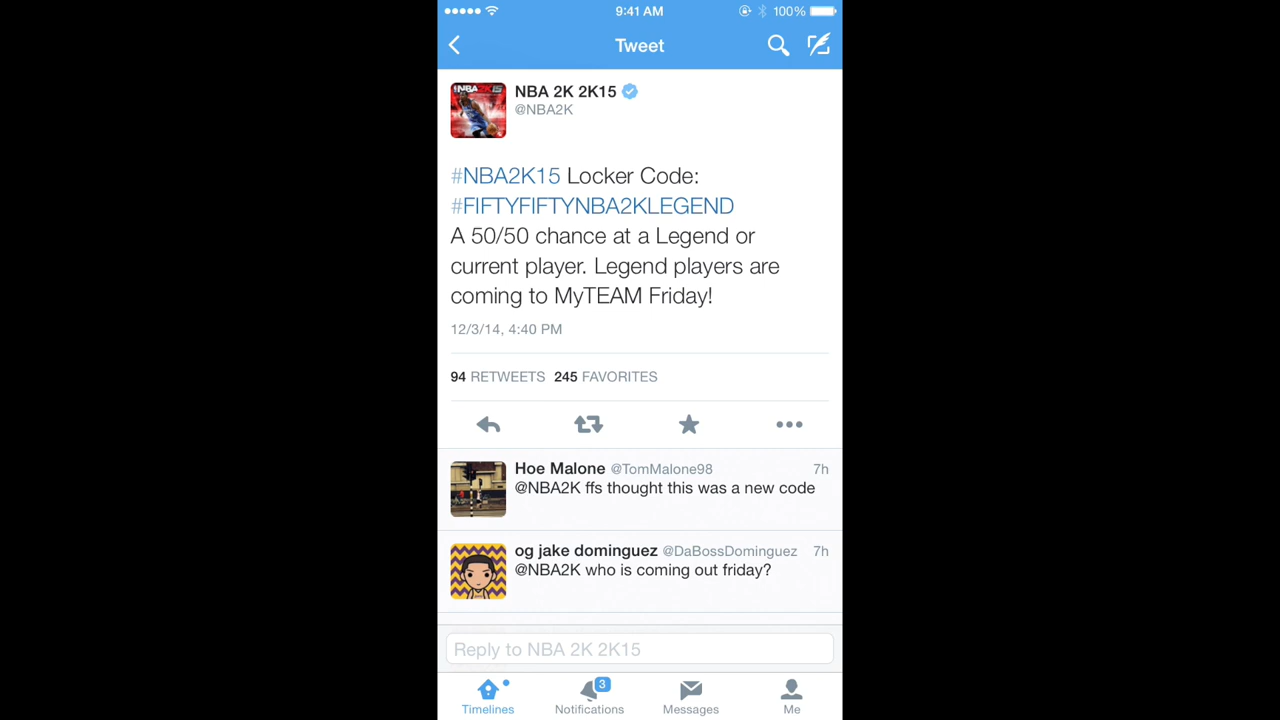 9:41 AM
100%
Tweet
NBA 2K 2K15
@NBA2K
#NBA2K15 Locker Code:
#FIFTYFIFTYNBA2KLEGEND
A 50/50 chance at a Legend or
current player. Legend players are
coming to MyTEAM Friday!
12/3/14, 4:40 PM
94 RETWEETS 245 FAVORITES
Hoe Malone @TomMalone98 7h
@NBA2K ffs thought this was a new code
og jake dominguez @DaBossDominguez 7h
@NBA2K who is coming out friday?
Reply to NBA 2K 2K15
3
Timelines Notifications Messages Me